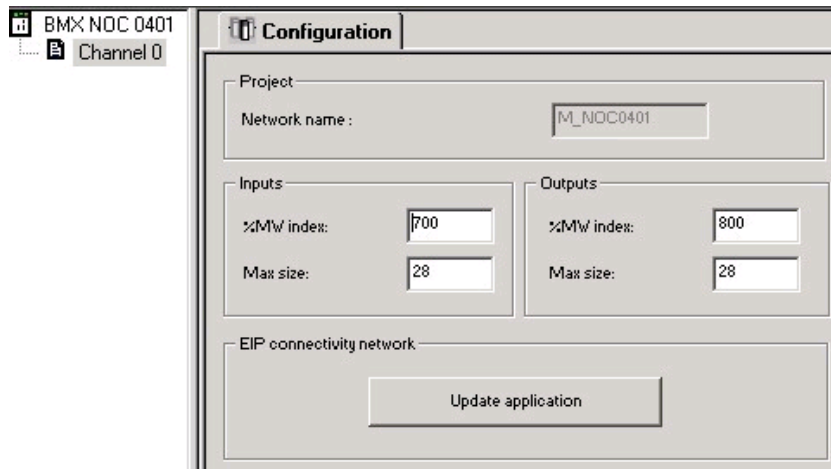 BMX NOC 0401
Channel 0
Configuration
Project
Network name :
M_NOC0401
Inputs
%MW index:
700
Max size:
28
Outputs
%MW index:
800
Max size:
28
EIP connectivity network
Update application